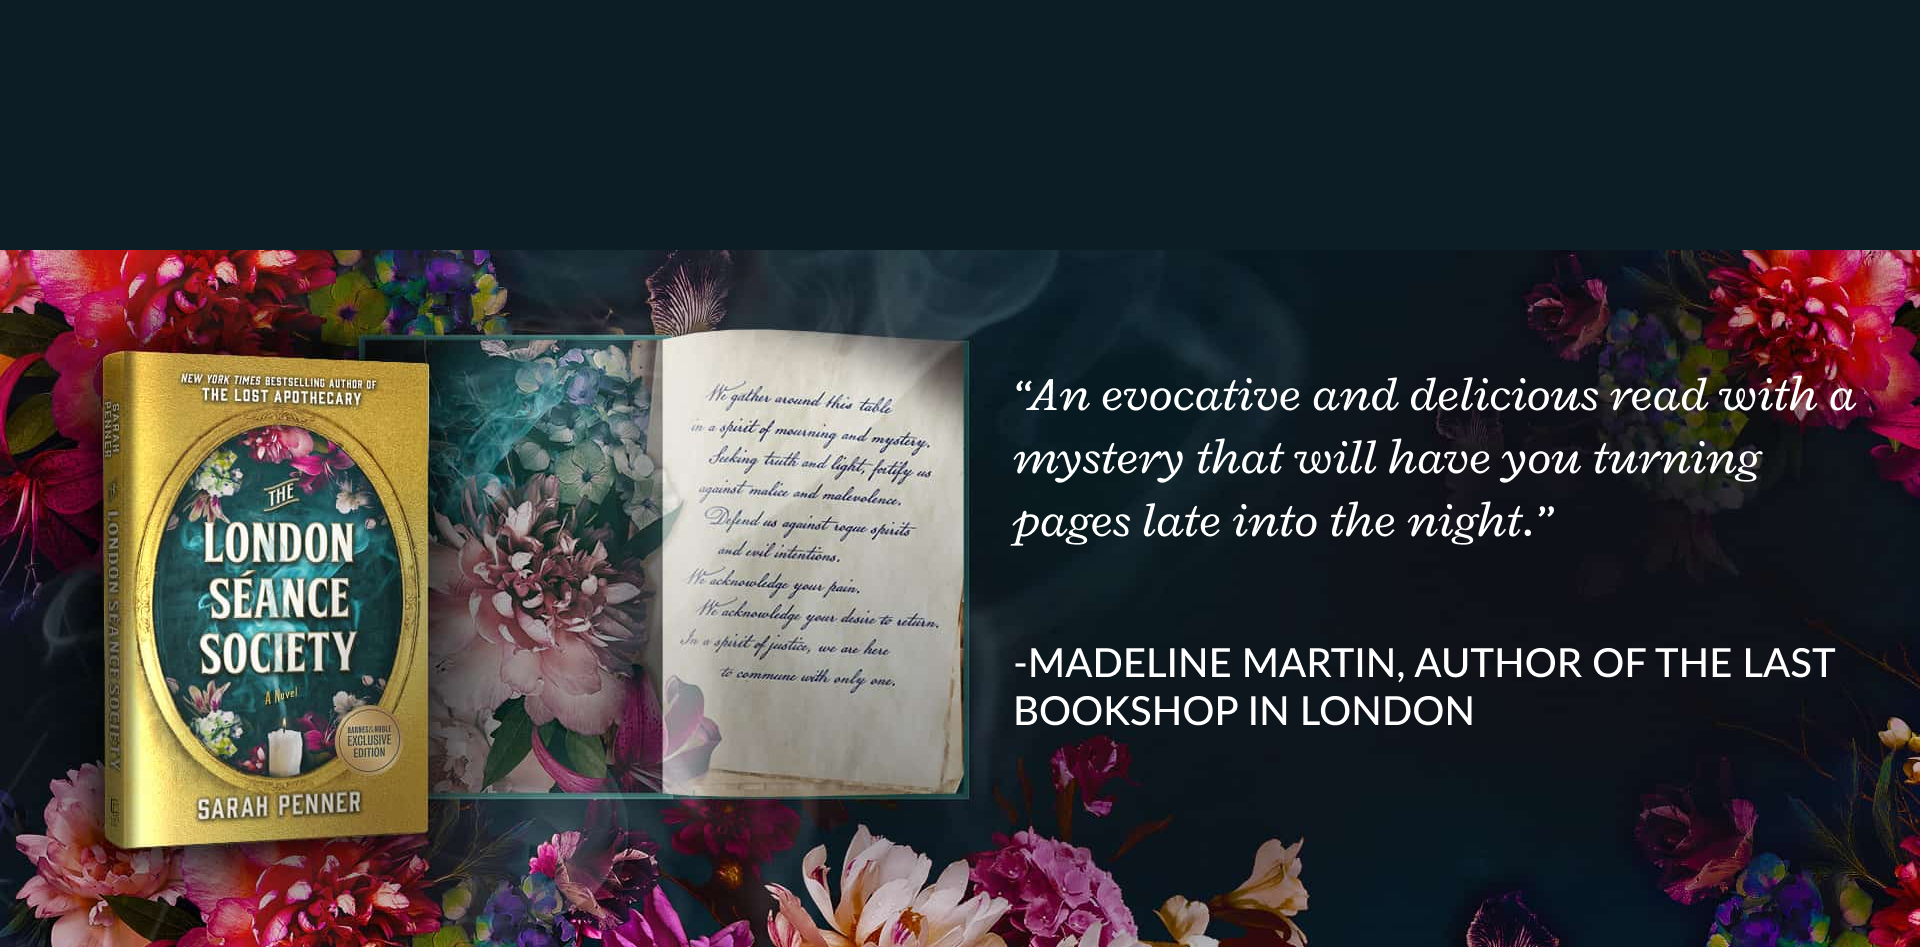 NEW YORK TIMES BESTSELLING AUTHOR OF
THE LOST APOTHECARY
THE
LONDON
SÉANCE
SOCIETY
A Novel
BARNES & NOBLE
EXCLUSIVE
EDITION
SARAH PENNER
SARAH
PENNER
LONDON SÉANCE SOCIETY
We gather around this table
in a spirit of mourning and mystery.
Seeking truth and light, fortify us
against malice and malevolence.
Defend us against rogue spirits
and evil intentions.
We acknowledge your pain.
We acknowledge your desire to return.
In a spirit of justice, we are here
to commune with only one.
“An evocative and delicious read with a
mystery that will have you turning
pages late into the night.”
-MADELINE MARTIN, AUTHOR OF THE LAST
BOOKSHOP IN LONDON